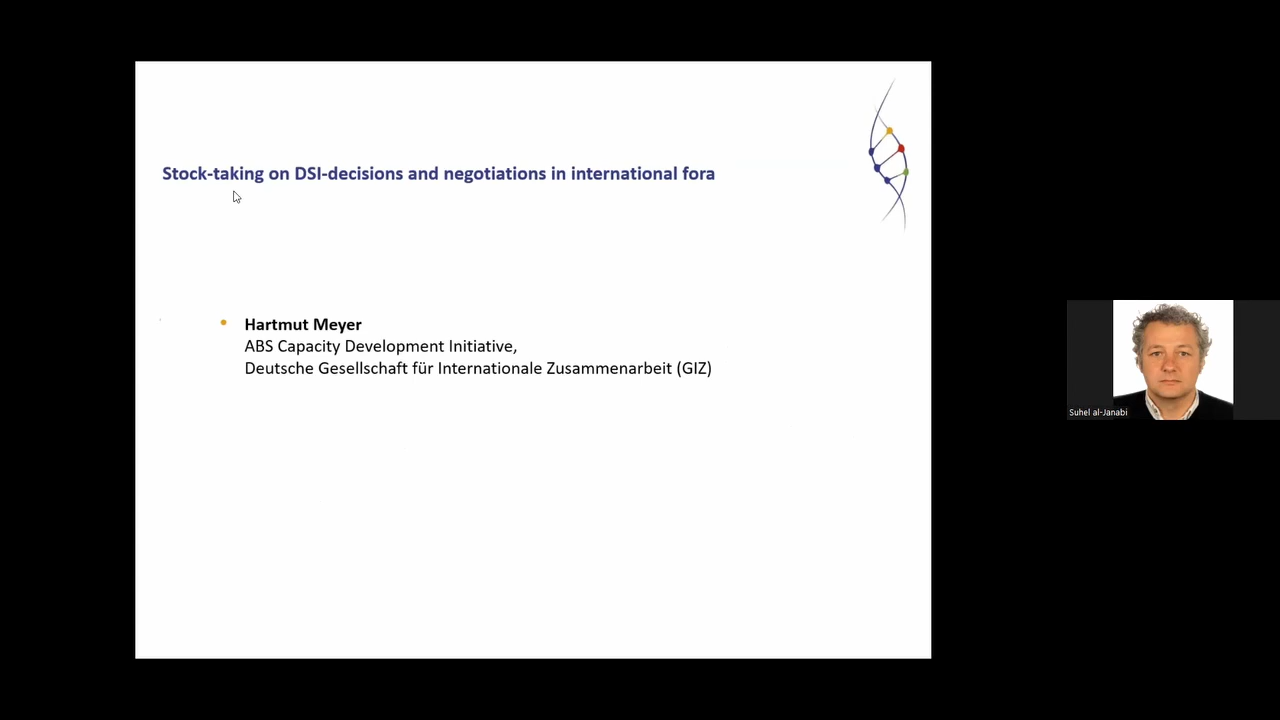 Stock-taking on DSI-decisions and negotiations in international fora
Hartmut Meyer
ABS Capacity Development Initiative,
Deutsche Gesellschaft für Internationale Zusammenarbeit (GIZ)
Suhel al-Janabi